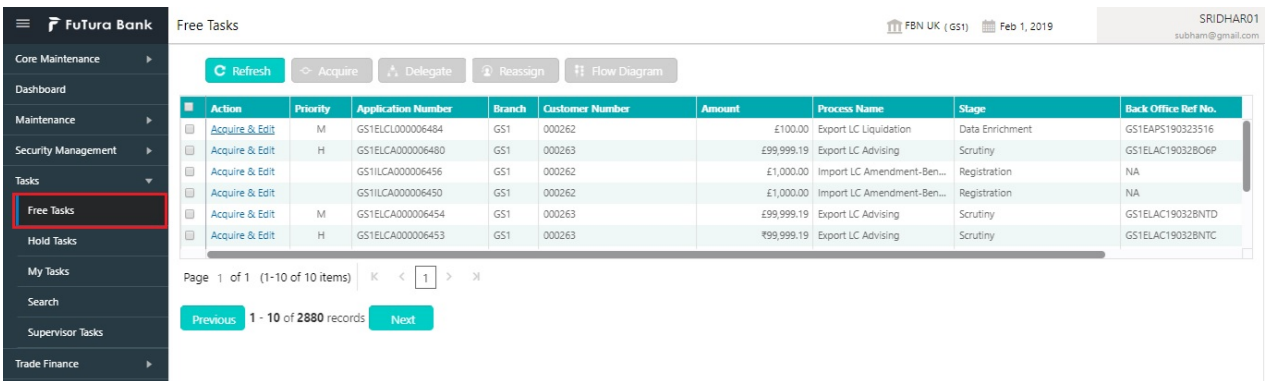 FuTura Bank
Free Tasks
FBN UK ( GS1)
Feb 1, 2019
SRIDHAR01
subham@gmail.com
Core Maintenance
Dashboard
Maintenance
Security Management
Tasks
Free Tasks
Hold Tasks
My Tasks
Search
Supervisor Tasks
Trade Finance
Refresh Acquire Delegate Reassign Flow Diagram
Action Priority Application Number Branch Customer Number Amount Process Name Stage Back Office Ref No.
Acquire & Edit M GS1ELCL000006484 GS1 000262 £100.00 Export LC Liquidation Data Enrichment GS1EAPS190323516
Acquire & Edit H GS1ELCA000006480 GS1 000263 £99,999.19 Export LC Advising Scrutiny GS1ELAC19032BO6P
Acquire & Edit GS1ILCA000006456 GS1 000262 £1,000.00 Import LC Amendment-Ben... Registration NA
Acquire & Edit GS1ILCA000006450 GS1 000262 £1,000.00 Import LC Amendment-Ben... Registration NA
Acquire & Edit M GS1ELCA000006454 GS1 000263 £99,999.19 Export LC Advising Scrutiny GS1ELAC19032BNTD
Acquire & Edit H GS1ELCA000006453 GS1 000263 ₹99,999.19 Export LC Advising Scrutiny GS1ELAC19032BNTC
Page 1 of 1 (1-10 of 10 items) 1
Previous 1 - 10 of 2880 records Next